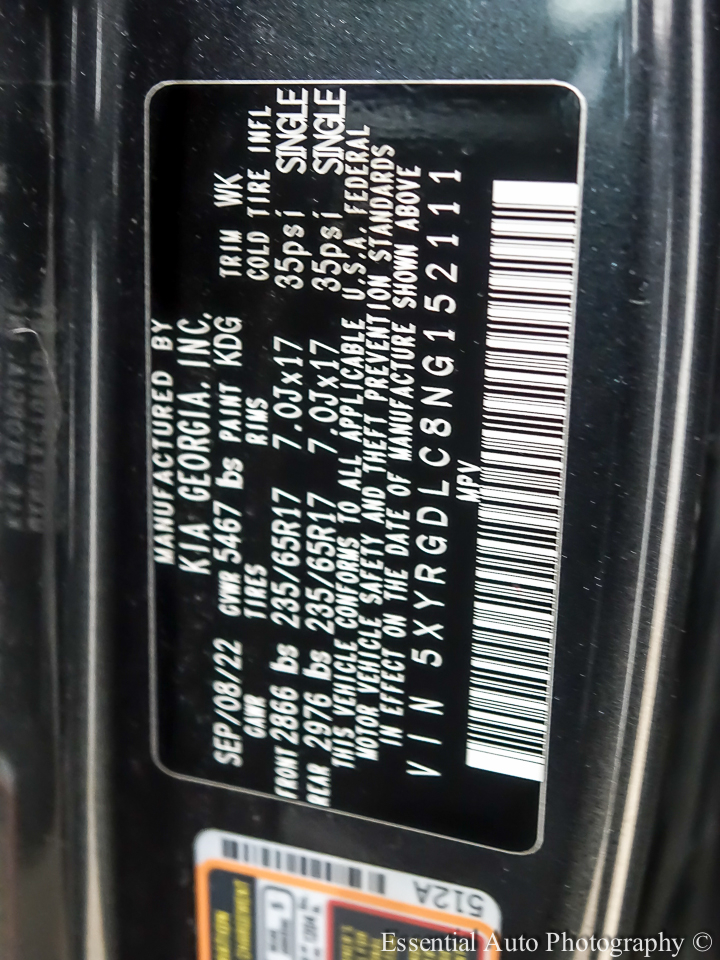 MANUFACTURED BY
KIA GEORGIA, INC.
SEP/08/22 GVWR 5467 bs PAINT KDG TRIM WK
GAWR TIRES RIMS COLD TIRE INFL
FRONT 2866 bs 235/65R17 7.0Jx17 35psi SINGLE
REAR 2976 bs 235/65R17 7.0Jx17 35psi SINGLE
THIS VEHICLE CONFORMS TO ALL APPLICABLE U.S.A. FEDERAL
MOTOR VEHICLE SAFETY AND THEFT PREVENTION STANDARDS
IN EFFECT ON THE DATE OF MANUFACTURE SHOWN ABOVE
VIN 5XYRGDLC8NG152111
MPV
512A
Essential Auto Photography ©